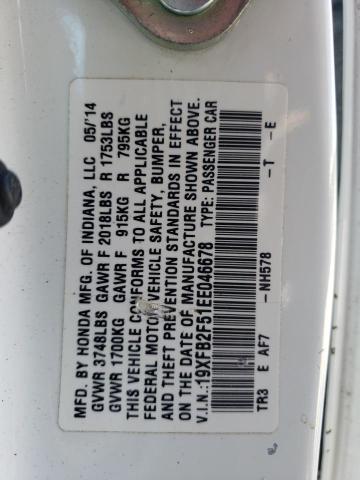 MFD. BY HONDA MFG. OF INDIANA, LLC 05/'14
GVWR 3748LBS GAWR F 2018LBS R 1753LBS
GVWR 1700KG GAWR F 915KG R 795KG
THIS VEHICLE CONFORMS TO ALL APPLICABLE
FEDERAL MOTOR VEHICLE SAFETY, BUMPER,
AND THEFT PREVENTION STANDARDS IN EFFECT
ON THE DATE OF MANUFACTURE SHOWN ABOVE.
V.I.N.:19XFB2F51EE046678 TYPE: PASSENGER CAR
TR3 E AF7 -NH578 -T -E